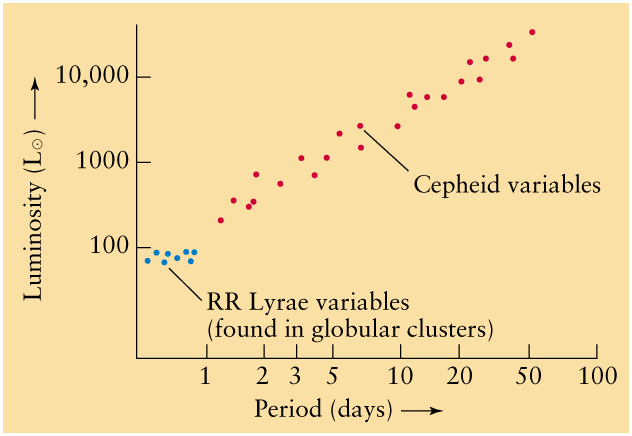 Luminosity (L☉) →
10,000
1000
100
Cepheid variables
RR Lyrae variables
(found in globular clusters)
1 2 3 5 10 20 50 100
Period (days) →